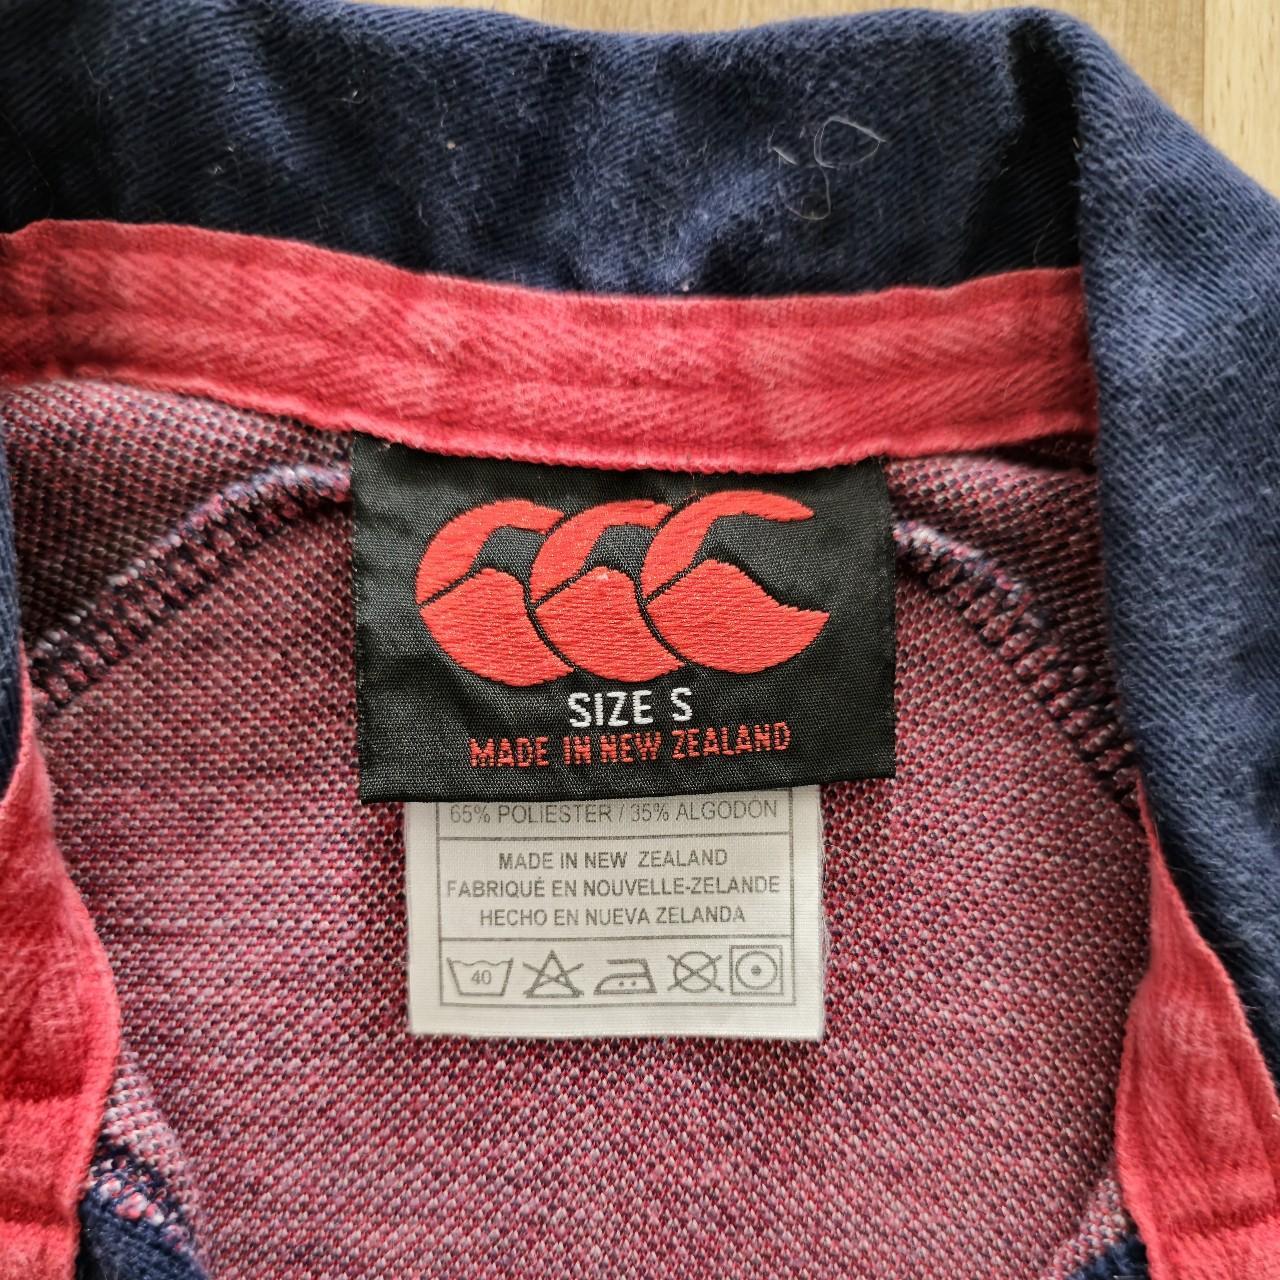 SIZE S
MADE IN NEW ZEALAND
65% POLIESTER / 35% ALGODON
MADE IN NEW ZEALAND
FABRIQUÉ EN NOUVELLE-ZELANDE
HECHO EN NUEVA ZELANDA
40